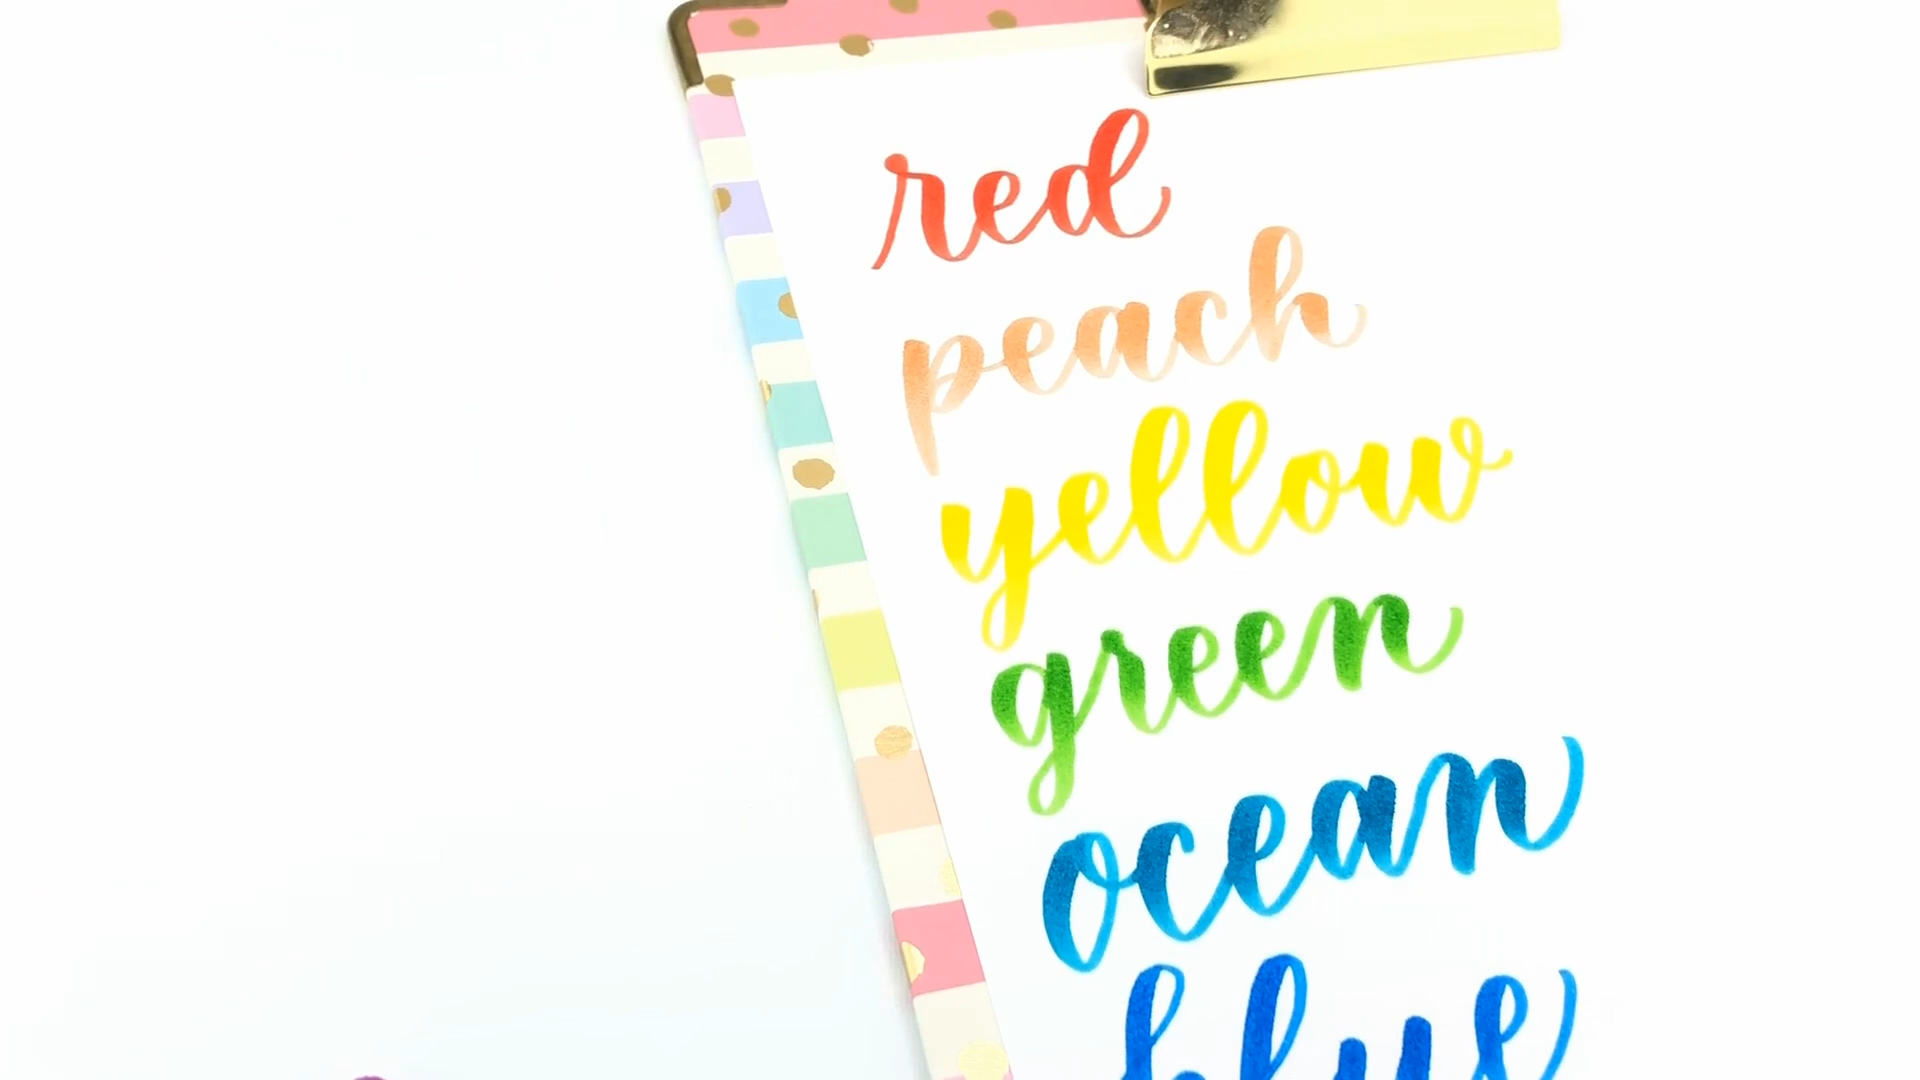 red
peach
yellow
green
ocean
blue